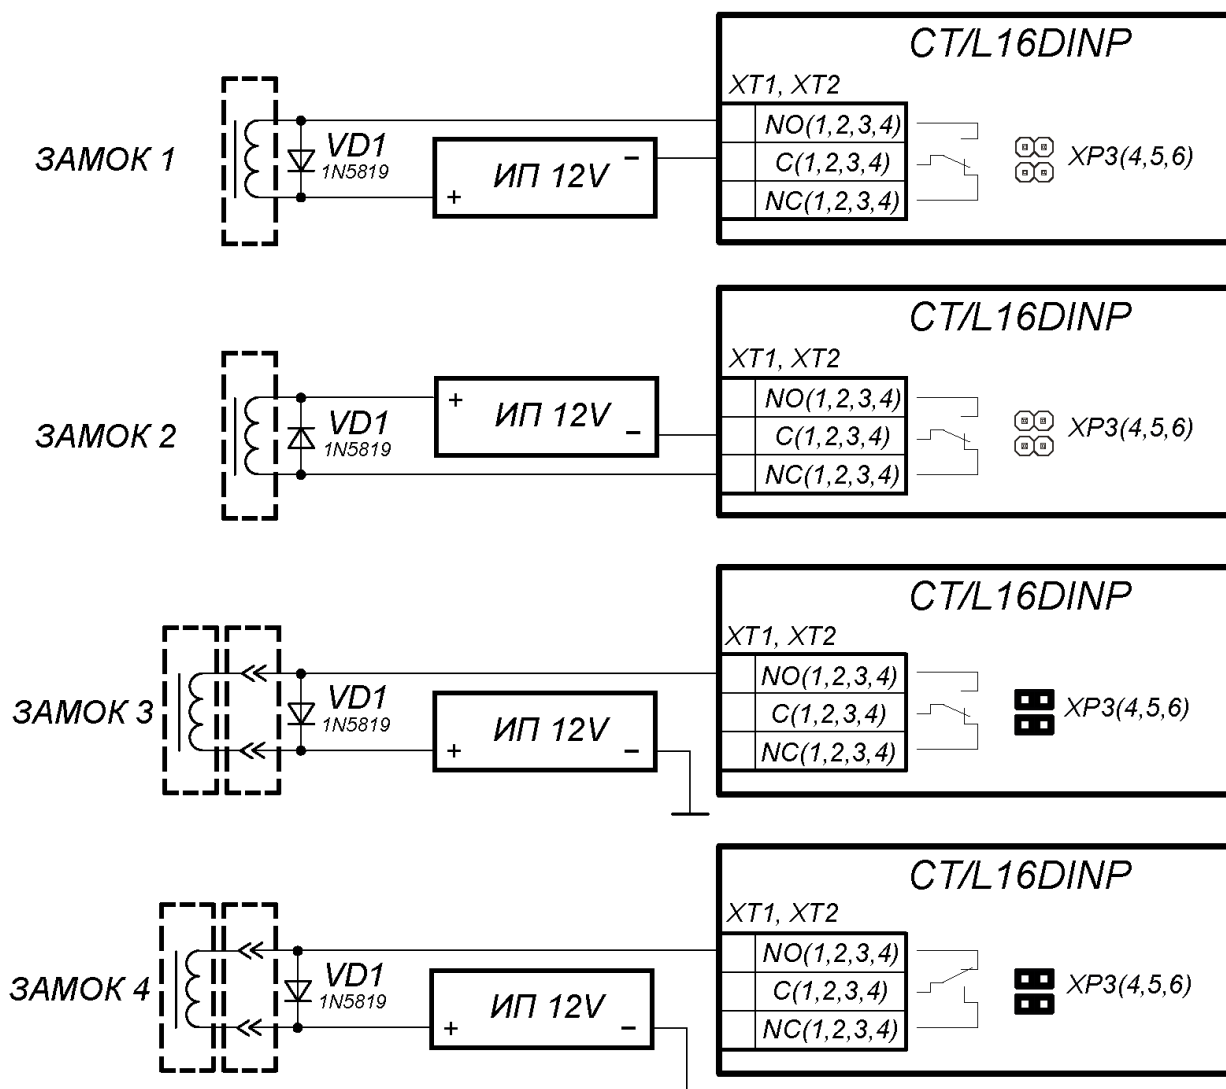 CT/L16DINP
XT1, XT2
ЗАМОК 1
VD1
1N5819
ИП 12V
+
−
NO(1,2,3,4)
C(1,2,3,4)
NC(1,2,3,4)
XP3(4,5,6)
CT/L16DINP
XT1, XT2
ЗАМОК 2
VD1
1N5819
+
ИП 12V
−
NO(1,2,3,4)
C(1,2,3,4)
NC(1,2,3,4)
XP3(4,5,6)
CT/L16DINP
XT1, XT2
ЗАМОК 3
VD1
1N5819
ИП 12V
+
−
NO(1,2,3,4)
C(1,2,3,4)
NC(1,2,3,4)
XP3(4,5,6)
CT/L16DINP
XT1, XT2
ЗАМОК 4
VD1
1N5819
ИП 12V
+
−
NO(1,2,3,4)
C(1,2,3,4)
NC(1,2,3,4)
XP3(4,5,6)